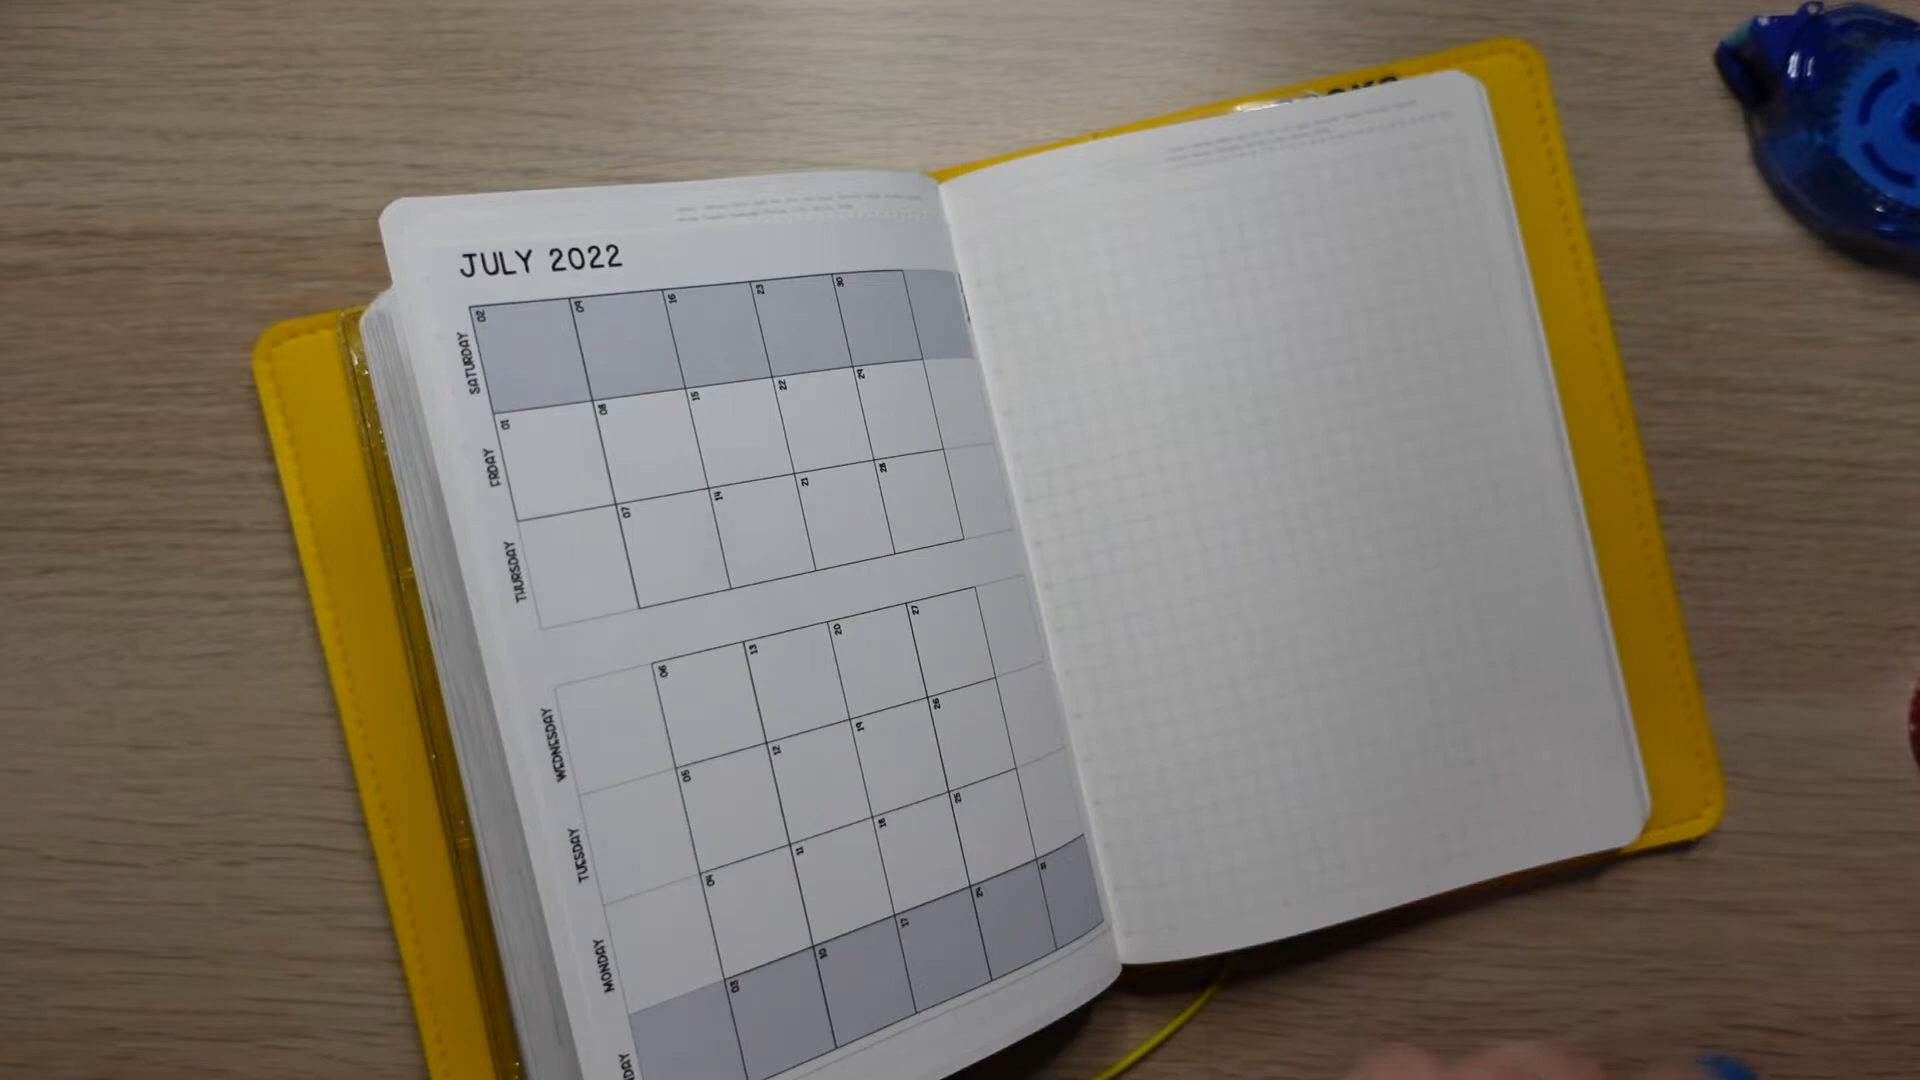 JULY 2022
SATURDAY
02 09 16 23 30
FRIDAY
01 08 15 22 29
THURSDAY
07 14 21 28
WEDNESDAY
06 13 20 27
TUESDAY
05 12 19 26
MONDAY
04 11 18 25
NDAY
03 10 17 24 31